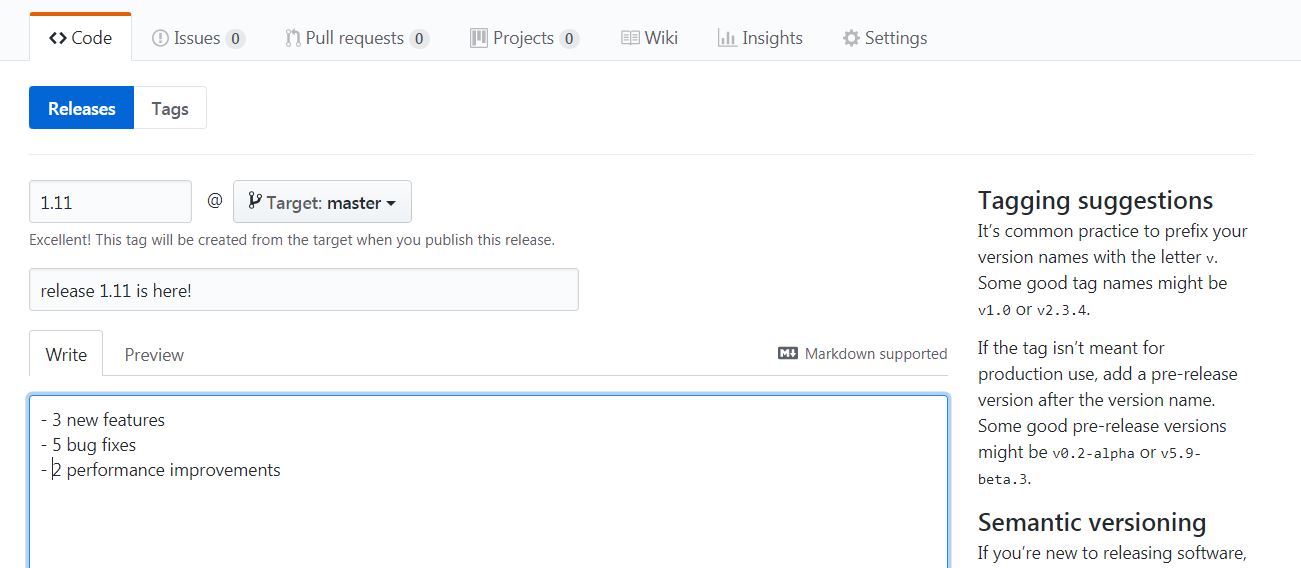 <> Code Issues 0 Pull requests 0 Projects 0 Wiki Insights Settings
Releases Tags
1.11 @ Target: master
Excellent! This tag will be created from the target when you publish this release.
release 1.11 is here!
Write Preview Markdown supported
- 3 new features
- 5 bug fixes
- 2 performance improvements
Tagging suggestions
It's common practice to prefix your
version names with the letter v.
Some good tag names might be
v1.0 or v2.3.4.
If the tag isn't meant for
production use, add a pre-release
version after the version name.
Some good pre-release versions
might be v0.2-alpha or v5.9-
beta.3.
Semantic versioning
If you're new to releasing software,